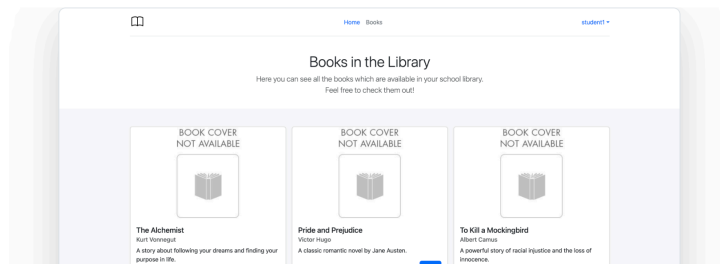 Home Books student1
Books in the Library
Here you can see all the books which are available in your school library.
Feel free to check them out!
BOOK COVER
NOT AVAILABLE
The Alchemist
Kurt Vonnegut
A story about following your dreams and finding your
purpose in life.
BOOK COVER
NOT AVAILABLE
Pride and Prejudice
Victor Hugo
A classic romantic novel by Jane Austen.
BOOK COVER
NOT AVAILABLE
To Kill a Mockingbird
Albert Camus
A powerful story of racial injustice and the loss of
innocence.